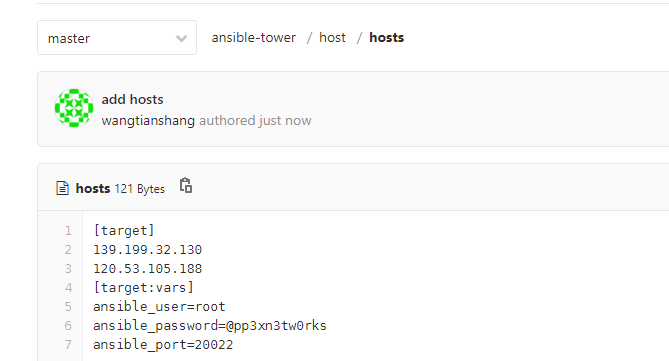 master ansible-tower / host / hosts
add hosts
wangtianshang authored just now
hosts 121 Bytes
1 [target]
2 139.199.32.130
3 120.53.105.188
4 [target:vars]
5 ansible_user=root
6 ansible_password=@pp3xn3tw0rks
7 ansible_port=20022